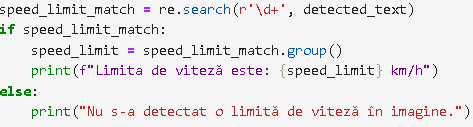 speed_limit_match = re.search(r'\d+', detected_text)
if speed_limit_match:
    speed_limit = speed_limit_match.group()
    print(f"Limita de viteză este: {speed_limit} km/h")
else:
    print("Nu s-a detectat o limită de viteză în imagine.")